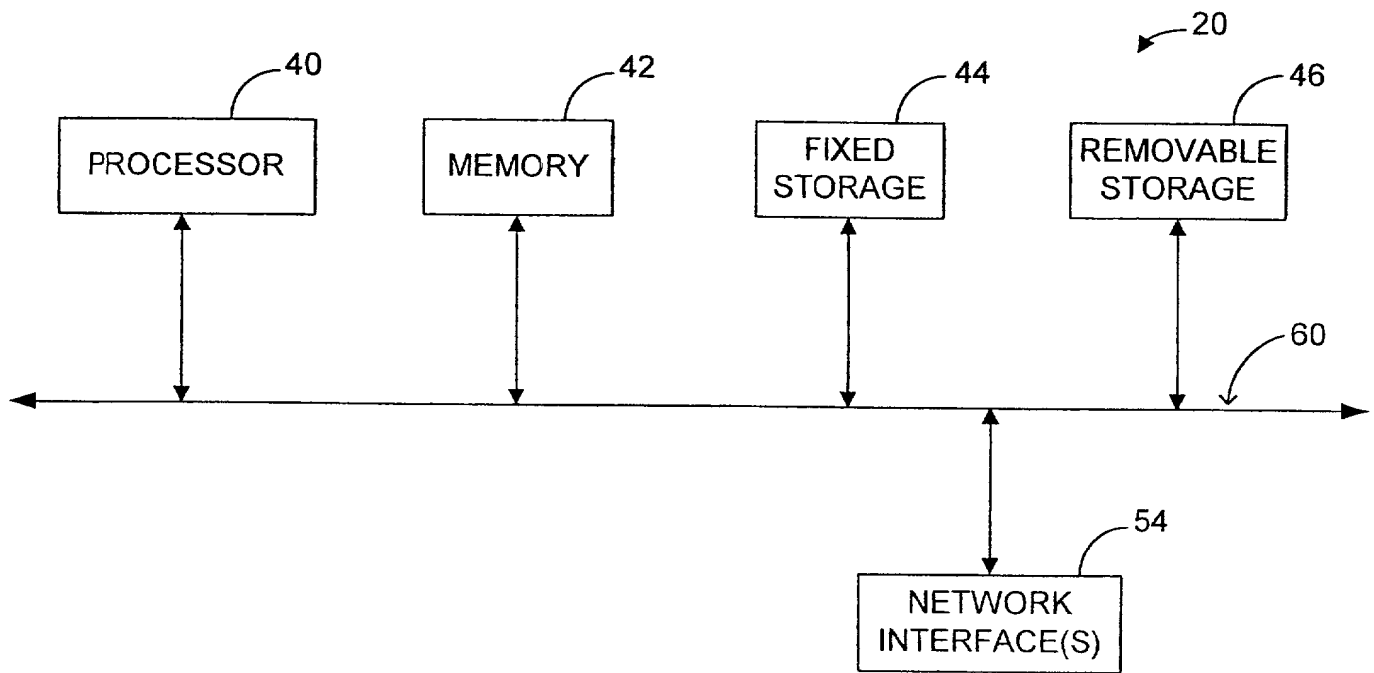 20
40
42
44
46
PROCESSOR
MEMORY
FIXED
STORAGE
REMOVABLE
STORAGE
60
54
NETWORK
INTERFACE(S)